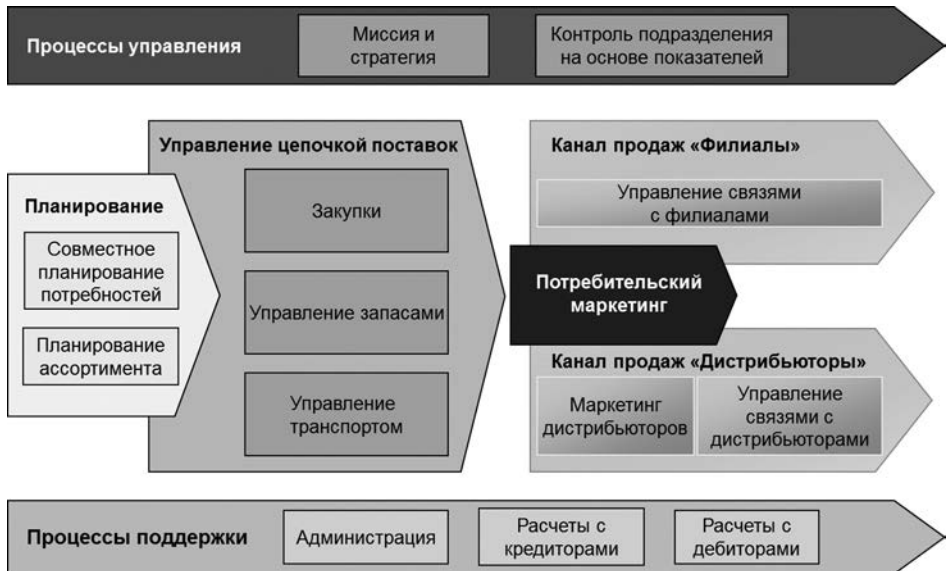 Процессы управления
Миссия и
стратегия
Контроль подразделения
на основе показателей
Управление цепочкой поставок
Закупки
Управление запасами
Управление
транспортом
Планирование
Совместное
планирование
потребностей
Планирование
ассортимента
Канал продаж «Филиалы»
Управление связями
с филиалами
Потребительский
маркетинг
Канал продаж «Дистрибьюторы»
Маркетинг
дистрибьюторов
Управление
связями с
дистрибьюторами
Процессы поддержки
Администрация
Расчеты с
кредиторами
Расчеты с
дебиторами